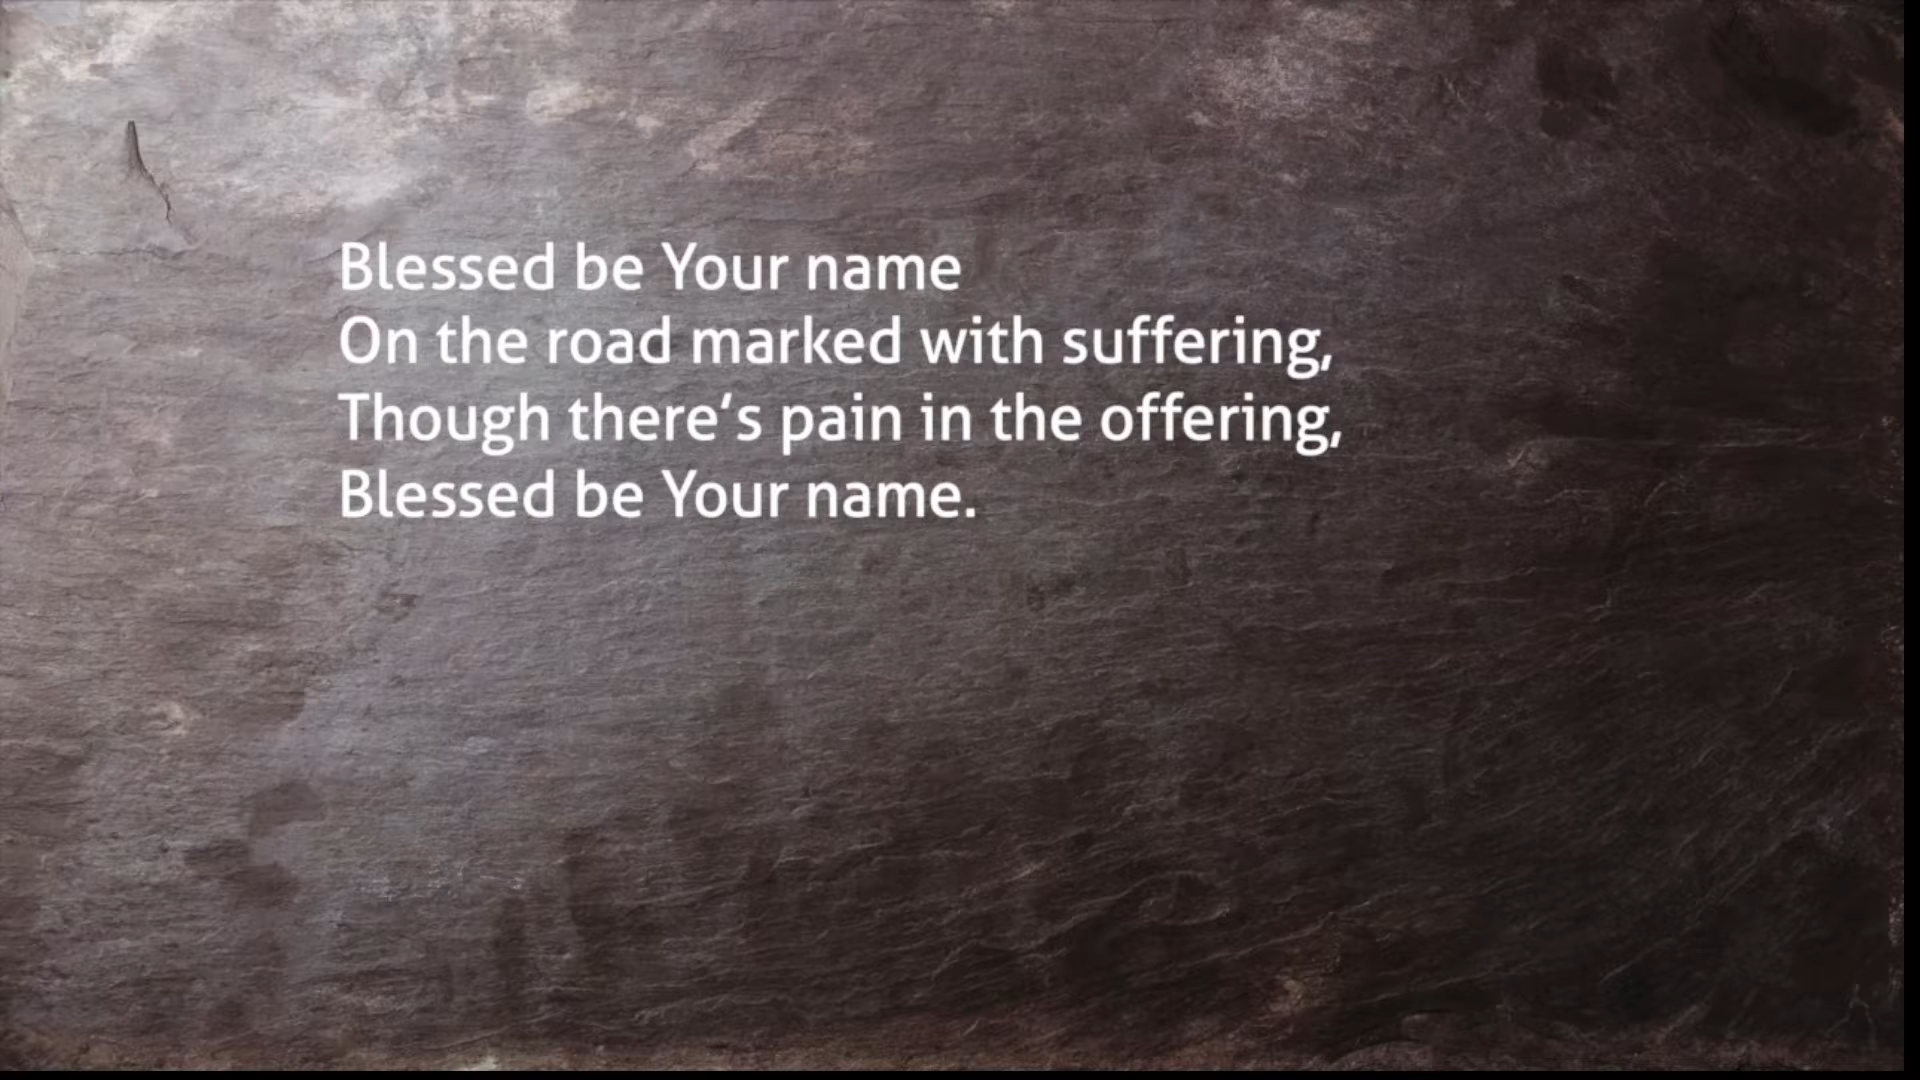 Blessed be Your name
On the road marked with suffering,
Though there's pain in the offering,
Blessed be Your name.